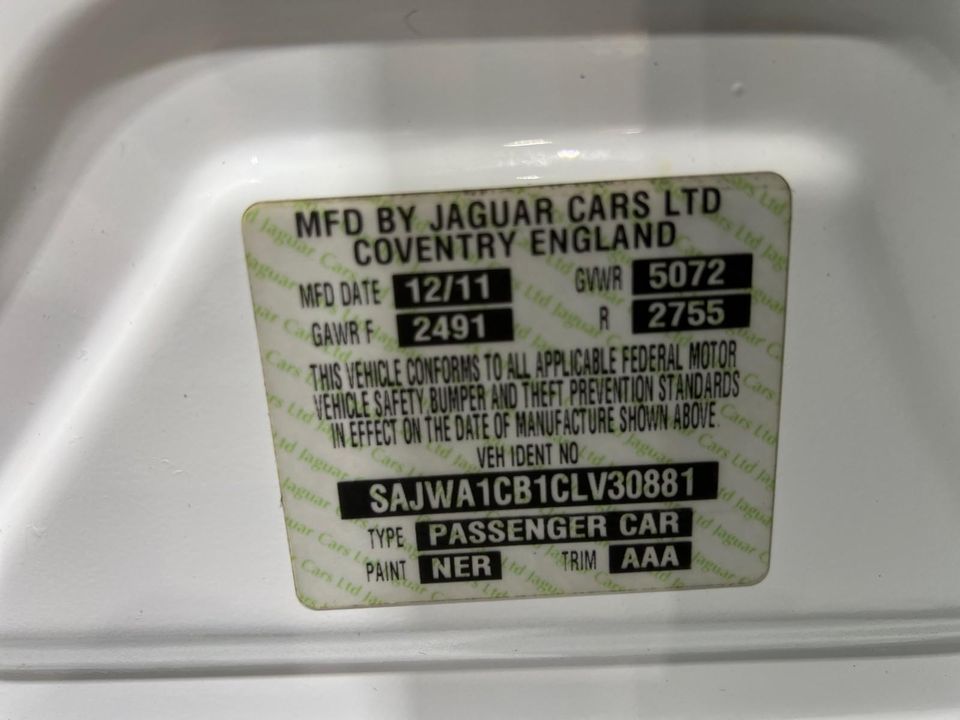 MFD BY JAGUAR CARS LTD
COVENTRY ENGLAND
MFD DATE 12/11 GVWR 5072
GAWR F 2491 R 2755
THIS VEHICLE CONFORMS TO ALL APPLICABLE FEDERAL MOTOR
VEHICLE SAFETY, BUMPER AND THEFT PREVENTION STANDARDS
IN EFFECT ON THE DATE OF MANUFACTURE SHOWN ABOVE.
VEH IDENT NO
SAJWA1CB1CLV30881
TYPE PASSENGER CAR
PAINT NER TRIM AAA